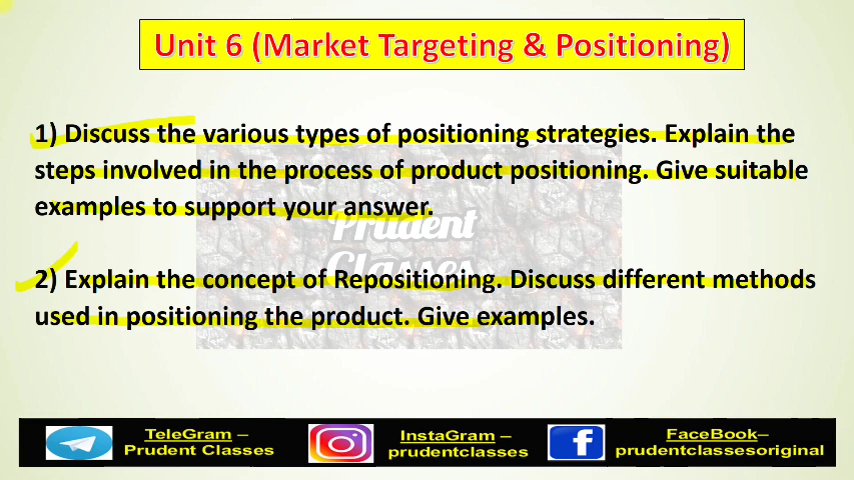 Unit 6 (Market Targeting & Positioning)
1) Discuss the various types of positioning strategies. Explain the
steps involved in the process of product positioning. Give suitable
examples to support your answer.
Prudent
Classes
2) Explain the concept of Repositioning. Discuss different methods
used in positioning the product. Give examples.
TeleGram –
Prudent Classes
InstaGram –
prudentclasses
FaceBook–
prudentclassesoriginal